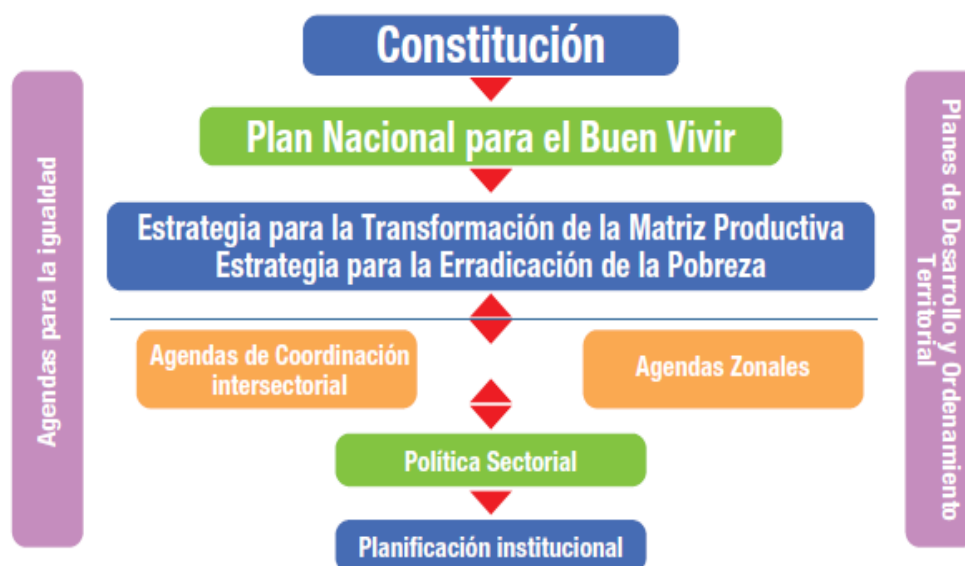 Constitución
Plan Nacional para el Buen Vivir
Estrategia para la Transformación de la Matriz Productiva
Estrategia para la Erradicación de la Pobreza
Agendas de Coordinación
intersectorial
Agendas Zonales
Política Sectorial
Planificación institucional
Agendas para la igualdad
Planes de Desarrollo y Ordenamiento
Territorial